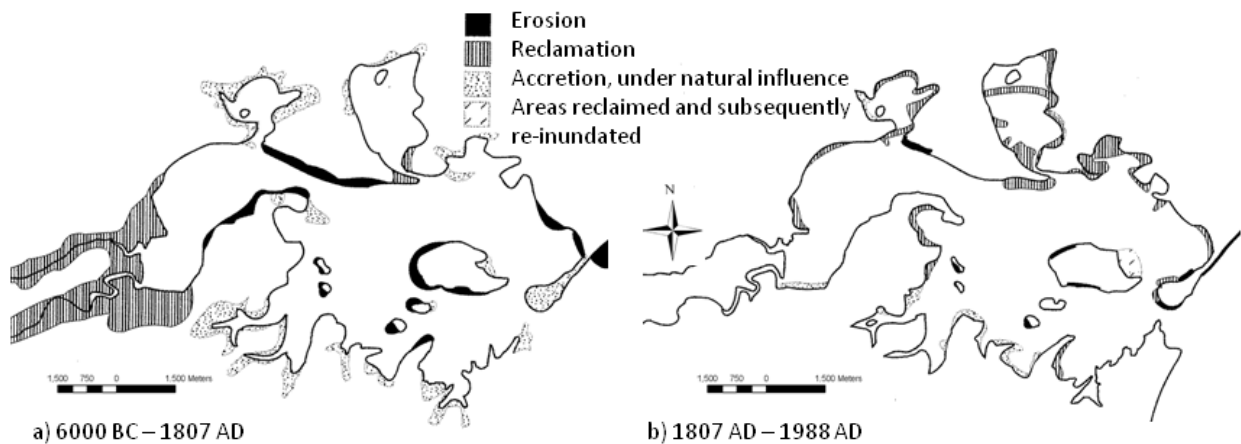 Erosion
Reclamation
Accretion, under natural influence
Areas reclaimed and subsequently
re-inundated
N
1,500 750 0 1,500 Meters
1,500 750 0 1,500 Meters
a) 6000 BC – 1807 AD
b) 1807 AD – 1988 AD